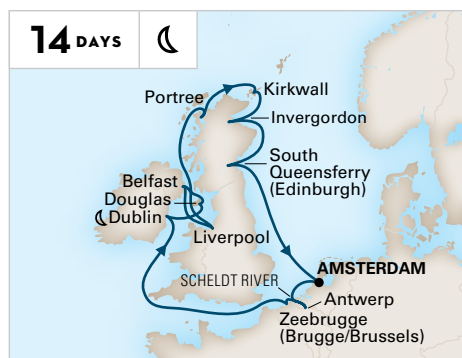 14 DAYS
Kirkwall
Portree
Invergordon
South
Queensferry
(Edinburgh)
Belfast
Douglas
Dublin
Liverpool
AMSTERDAM
SCHELDT RIVER
Antwerp
Zeebrugge
(Brugge/Brussels)